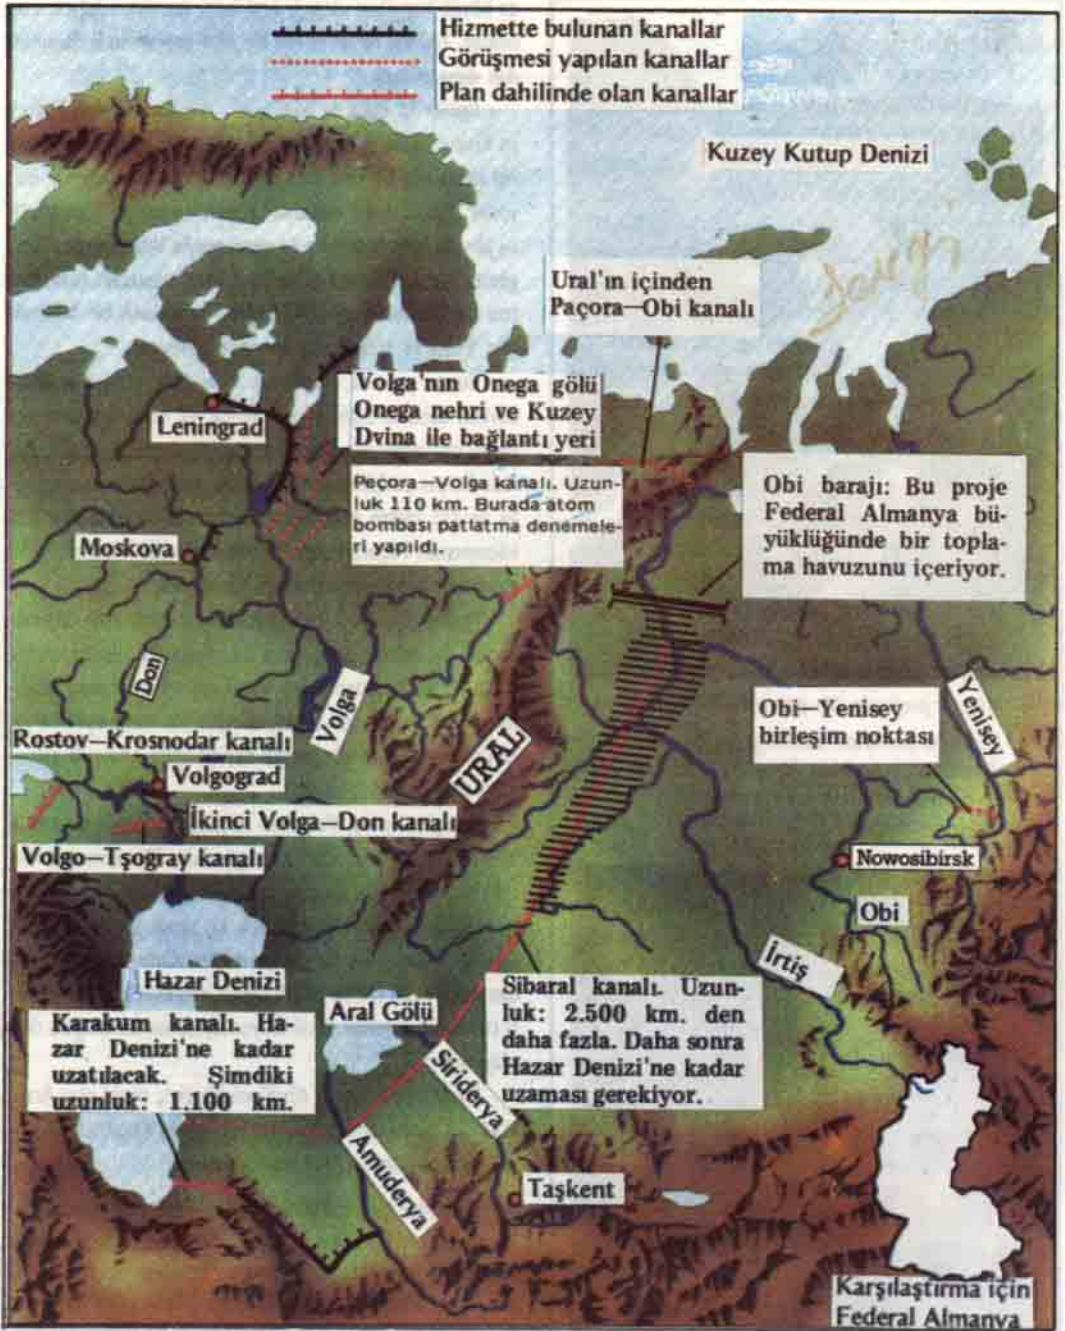 Hizmette bulunan kanallar
Görüşmesi yapılan kanallar
Plan dahilinde olan kanallar
Kuzey Kutup Denizi
Ural'ın içinden
Paçora—Obi kanalı
Volga'nın Onega gölü
Onega nehri ve Kuzey
Dvina ile bağlantı yeri
Leningrad
Peçora—Volga kanalı. Uzun-
luk 110 km. Burada atom
bombası patlatma denemele-
ri yapıldı.
Obi barajı: Bu proje
Federal Almanya bü-
yüklüğünde bir topla-
ma havuzunu içeriyor.
Moskova
Don
Volga
URAL
Obi—Yenisey
birleşim noktası
Yenisey
Rostov—Krosnodar kanalı
Volgograd
İkinci Volga—Don kanalı
Volgo—Tşogray kanalı
Nowosibirsk
Obi
İrtiş
Hazar Denizi
Aral Gölü
Sibaral kanalı. Uzun-
luk: 2.500 km. den
daha fazla. Daha sonra
Hazar Denizi'ne kadar
uzaması gerekiyor.
Karakum kanalı. Ha-
zar Denizi'ne kadar
uzatılacak. Şimdiki
uzunluk: 1.100 km.
Siriderya
Amuderya
Taşkent
Karşılaştırma için
Federal Almanya